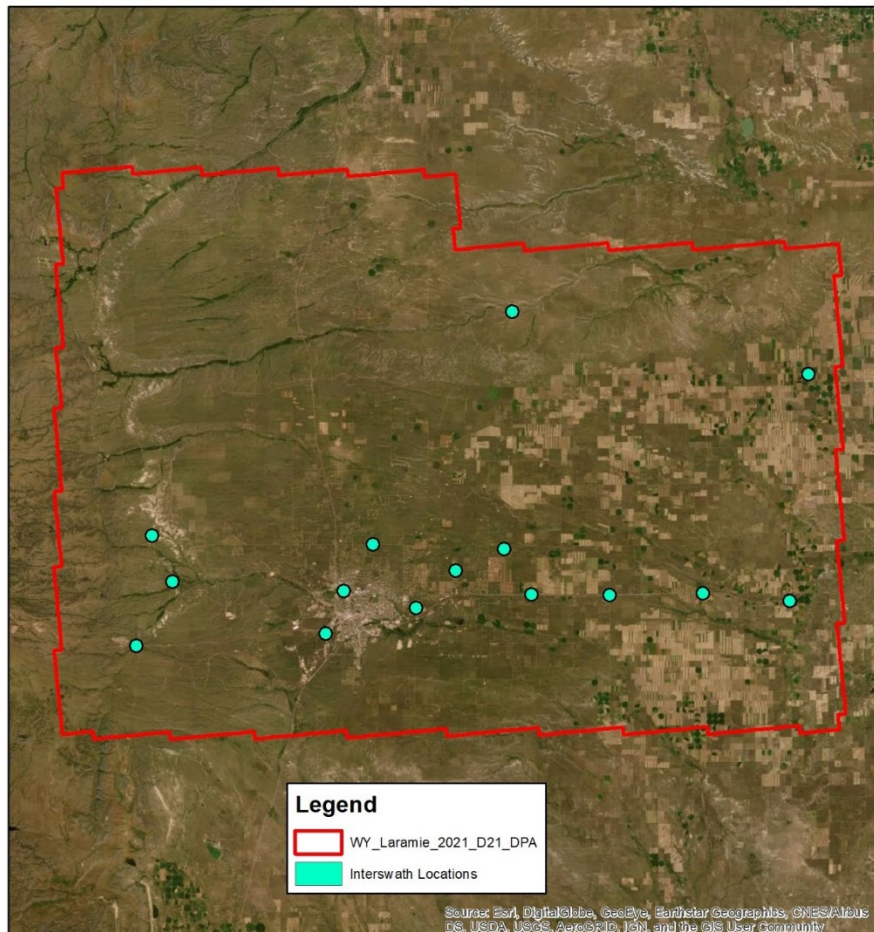 Legend
WY_Laramie_2021_D21_DPA
Interswath Locations
Source: Esri, DigitalGlobe, GeoEye, Earthstar Geographics, CNES/Airbus
DS, USDA, USGS, AeroGRID, IGN, and the GIS User Community